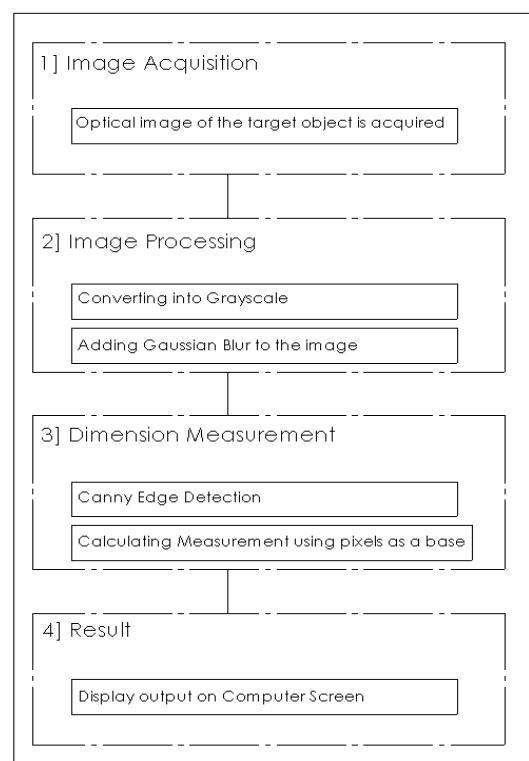 1] Image Acquisition
Optical image of the target object is acquired
2] Image Processing
Converting into Grayscale
Adding Gaussian Blur to the image
3] Dimension Measurement
Canny Edge Detection
Calculating Measurement using pixels as a base
4] Result
Display output on Computer Screen